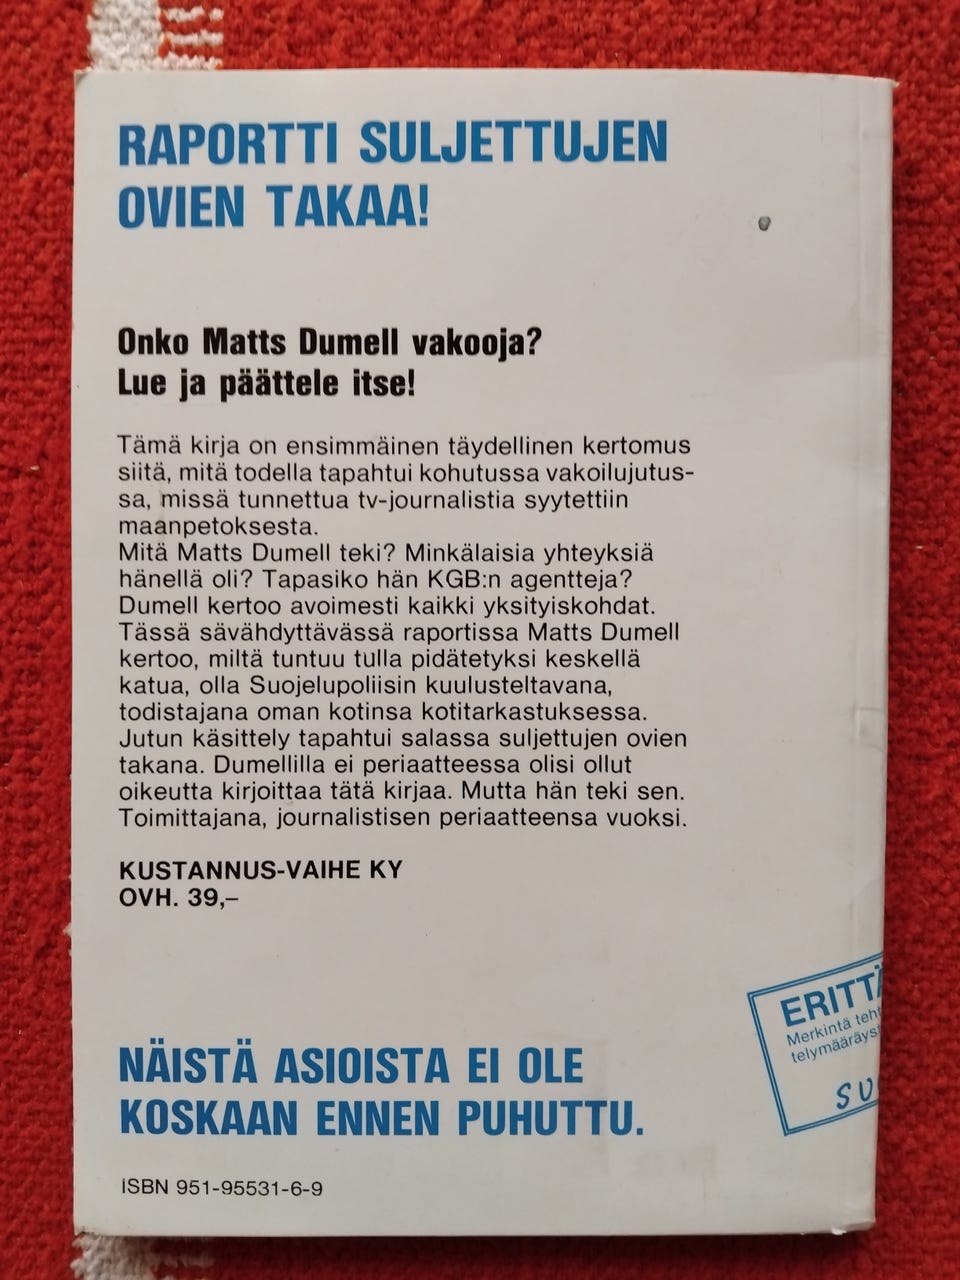 RAPORTTI SULJETTUJEN
OVIEN TAKAA!
Onko Matts Dumell vakooja?
Lue ja päättele itse!
Tämä kirja on ensimmäinen täydellinen kertomus
siitä, mitä todella tapahtui kohutussa vakoilujutus-
sa, missä tunnettua tv-journalistia syytettiin
maanpetoksesta.
Mitä Matts Dumell teki? Minkälaisia yhteyksiä
hänellä oli? Tapasiko hän KGB:n agentteja?
Dumell kertoo avoimesti kaikki yksityiskohdat.
Tässä sävähdyttävässä raportissa Matts Dumell
kertoo, miltä tuntuu tulla pidätetyksi keskellä
katua, olla Suojelupoliisin kuulusteltavana,
todistajana oman kotinsa kotitarkastuksessa.
Jutun käsittely tapahtui salassa suljettujen ovien
takana. Dumellilla ei periaatteessa olisi ollut
oikeutta kirjoittaa tätä kirjaa. Mutta hän teki sen.
Toimittajana, journalistisen periaatteensa vuoksi.
KUSTANNUS-VAIHE KY
OVH. 39,–
ERITTÄ
Merkintä teht
telymääräyst
SU
NÄISTÄ ASIOISTA EI OLE
KOSKAAN ENNEN PUHUTTU.
ISBN 951-95531-6-9